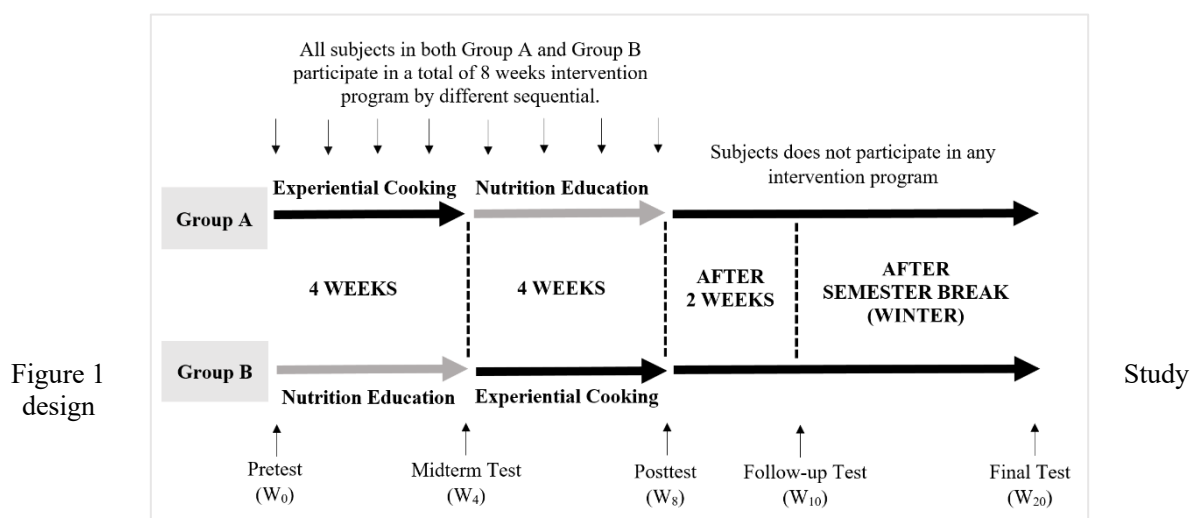 All subjects in both Group A and Group B
participate in a total of 8 weeks intervention
program by different sequential.
Subjects does not participate in any
intervention program
Experiential Cooking
Nutrition Education
Group A
4 WEEKS
4 WEEKS
AFTER
2 WEEKS
AFTER
SEMESTER BREAK
(WINTER)
Group B
Nutrition Education
Experiential Cooking
Pretest
(W0)
Midterm Test
(W4)
Posttest
(W8)
Follow-up Test
(W10)
Final Test
(W20)
Figure 1
design
Study